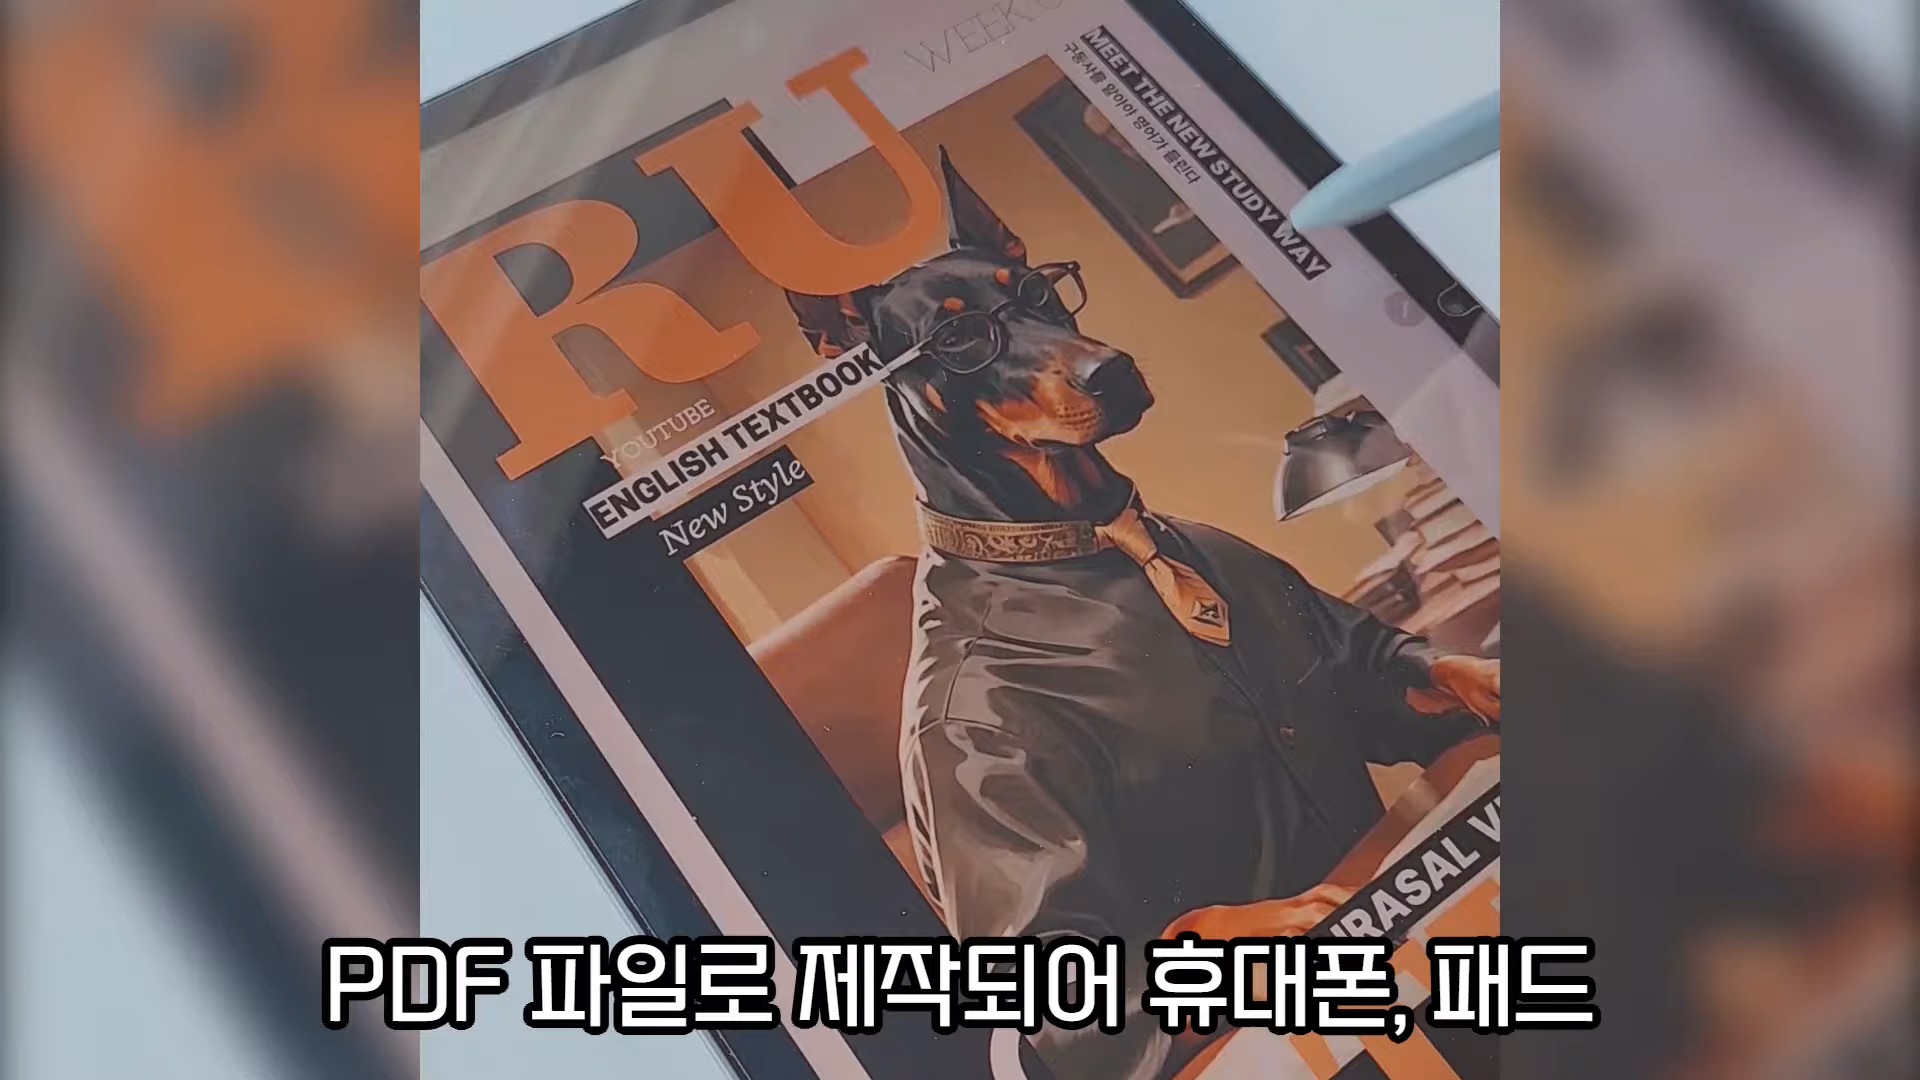 WEEK
RU
MEET THE NEW STUDY WAY
구동사를 알아야 영어가 들린다
YOUTUBE
ENGLISH TEXTBOOK
New Style
PDF 파일로 제작되어 휴대폰, 패드